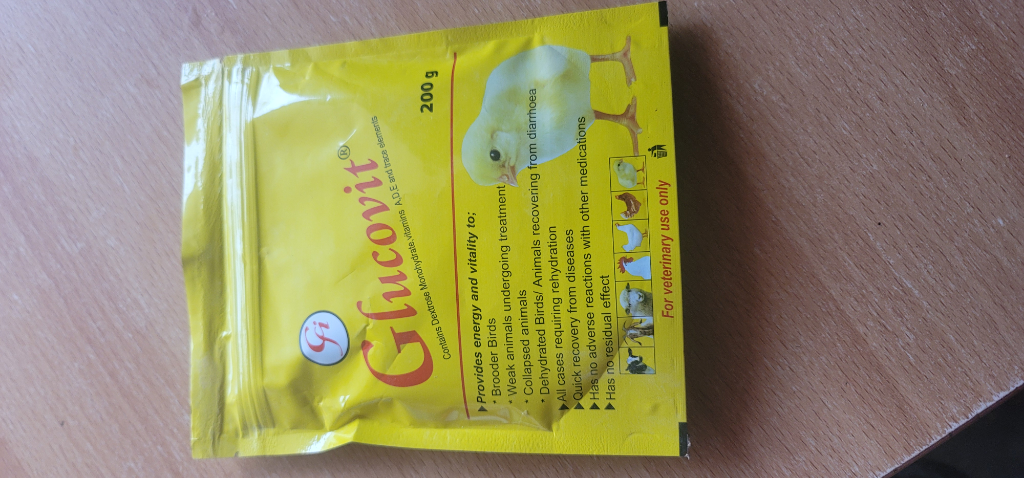 Glucovit®
Contains Dextrose Monohydrate,vitamins A,D,E and trace elements
200 g
▶Provides energy and vitality to;
* Brooder Birds
* Weak animals undergoing treatment
* Collapsed animals
* Dehydrated Birds/ Animals recovering from diarrhoea
▶All cases requiring rehydration
▶Quick recovery from diseases
▶Has no adverse reactions with other medications
▶Has no residual effect
For veterinary use only